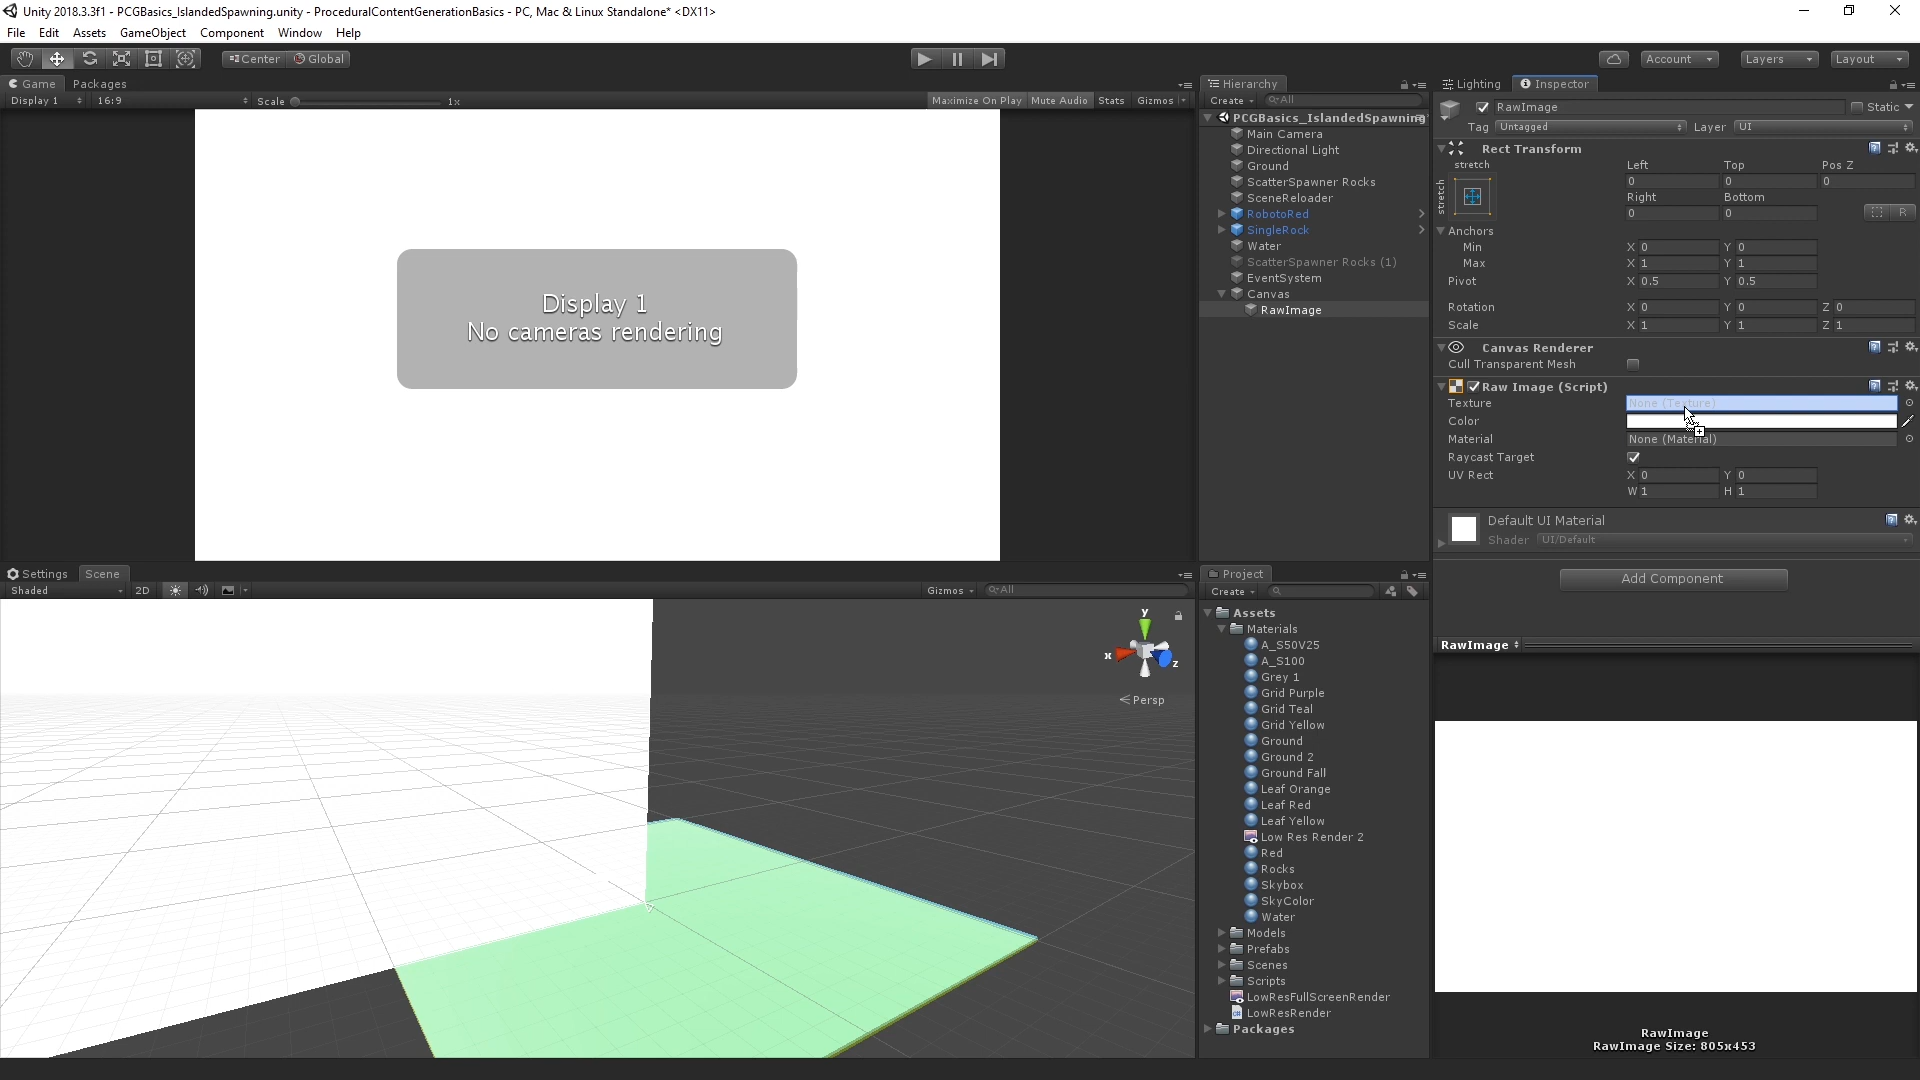 Unity 2018.3.3f1 - PCGBasics_IslandedSpawning.unity - ProceduralContentGenerationBasics - PC, Mac & Linux Standalone* <DX11>
File Edit Assets GameObject Component Window Help
Center Global Account Layers Layout
Game Packages
Display 1 16:9 Scale 1x Maximize On Play Mute Audio Stats Gizmos
Display 1
No cameras rendering
Settings Scene
Shaded 2D Gizmos All
y
x
z
Persp
Hierarchy
Create All
PCGBasics_IslandedSpawning
Main Camera
Directional Light
Ground
ScatterSpawner Rocks
SceneReloader
RobotoRed
SingleRock
Water
ScatterSpawner Rocks (1)
EventSystem
Canvas
RawImage
Project
Create
Assets
Materials
A_S50V25
A_S100
Grey 1
Grid Purple
Grid Teal
Grid Yellow
Ground
Ground 2
Ground Fall
Leaf Orange
Leaf Red
Leaf Yellow
Low Res Render 2
Red
Rocks
Skybox
SkyColor
Water
Models
Prefabs
Scenes
Scripts
LowResFullScreenRender
LowResRender
Packages
Lighting Inspector
RawImage Static
Tag Untagged Layer UI
Rect Transform
stretch Left Top Pos Z
stretch 0 0 0
Right Bottom
0 0 R
Anchors
Min X 0 Y 0
Max X 1 Y 1
Pivot X 0.5 Y 0.5
Rotation X 0 Y 0 Z 0
Scale X 1 Y 1 Z 1
Canvas Renderer
Cull Transparent Mesh
Raw Image (Script)
Texture None (Texture)
Color
Material None (Material)
Raycast Target
UV Rect X 0 Y 0
W 1 H 1
Default UI Material
Shader UI/Default
Add Component
RawImage
RawImage
RawImage Size: 805x453